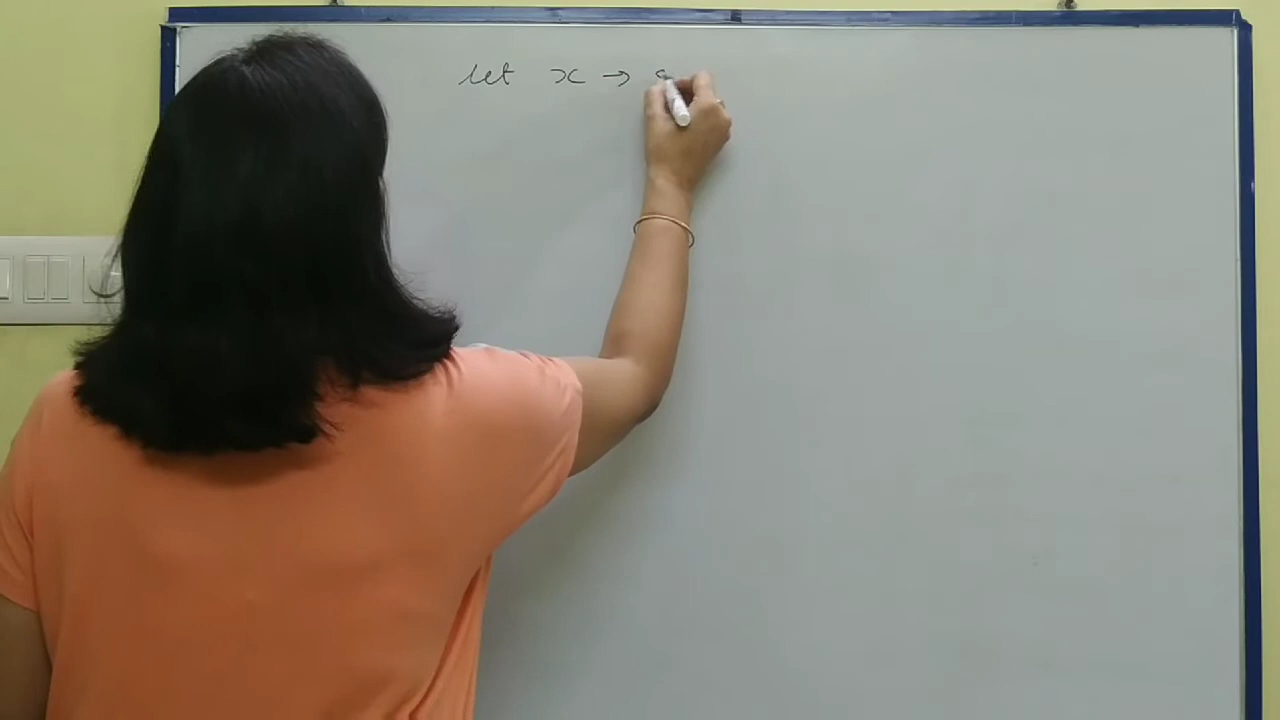 let x →